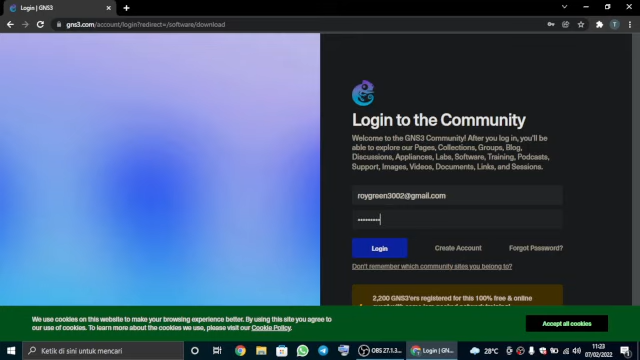 Login | GNS3
gns3.com/account/login?redirect=/software/download
Login to the Community
Welcome to the GNS3 Community! After you log in, you'll
be able to explore our Pages, Collections, Groups, Blog,
Discussions, Appliances, Labs, Software, Training, Podcasts,
Support, Images, Videos, Documents, Links, and Sessions.
roygreen3002@gmail.com
Login
Create Account
Forgot Password?
Don't remember which community sites you belong to?
2,200 GNS3'ers registered for this 100% free & online
We use cookies on this website to make your browsing experience better. By using this site you agree to
our use of cookies. To learn more about the cookies we use, please visit our Cookie Policy.
Accept all cookies
Ketik di sini untuk mencari
OBS 27.1.3...
Login | GN...
28°C
11:23
07/02/2022